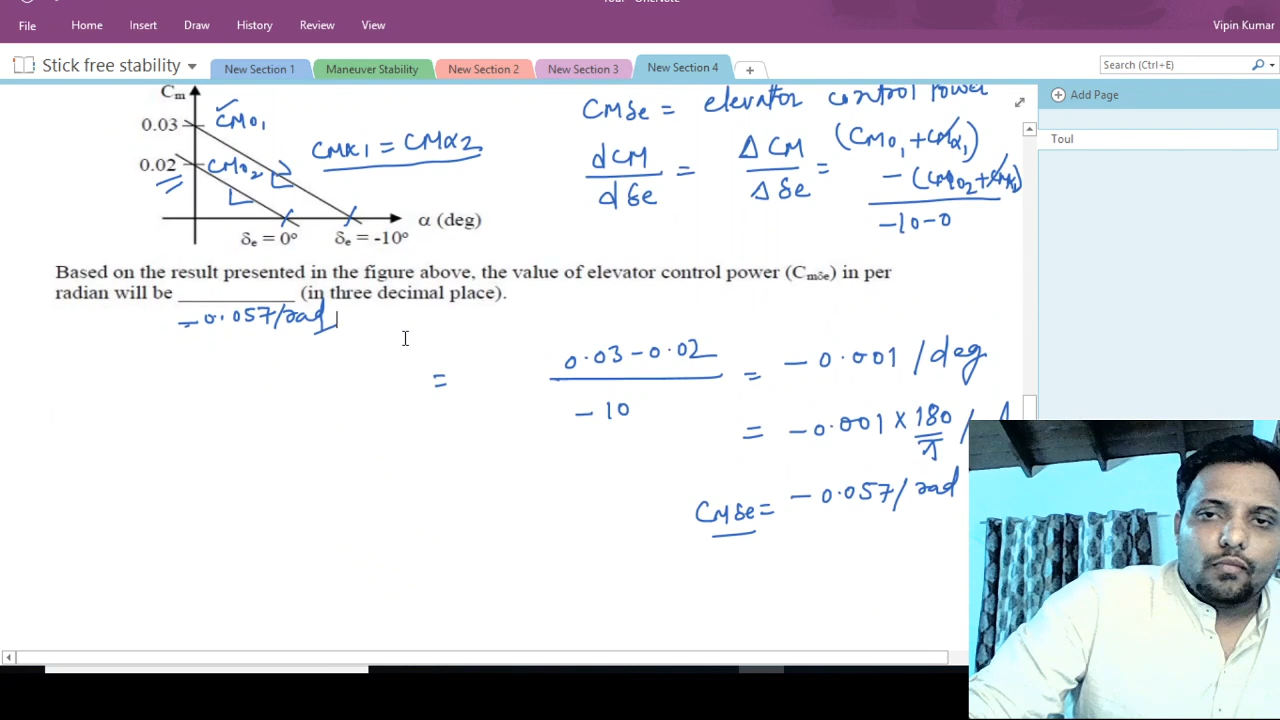 File Home Insert Draw History Review View Vipin Kumar
Stick free stability New Section 1 Maneuver Stability New Section 2 New Section 3 New Section 4 Search (Ctrl+E)
Add Page
Toul
Cm
0.03 CM01
0.02 CM02
CMα1 = CMα2
α (deg)
δe = 0° δe = -10°
CMδe = elevator control power
dCM/dδe = ΔCM/Δδe = (CM01 + CMα1) - (CM02 + CMα1) / -10-0
Based on the result presented in the figure above, the value of elevator control power (Cmδe) in per
radian will be ____________ (in three decimal place).
-0.057/rad
= 0.03-0.02 / -10 = -0.001/deg
= -0.001 × 180/π /
CMδe = -0.057/rad